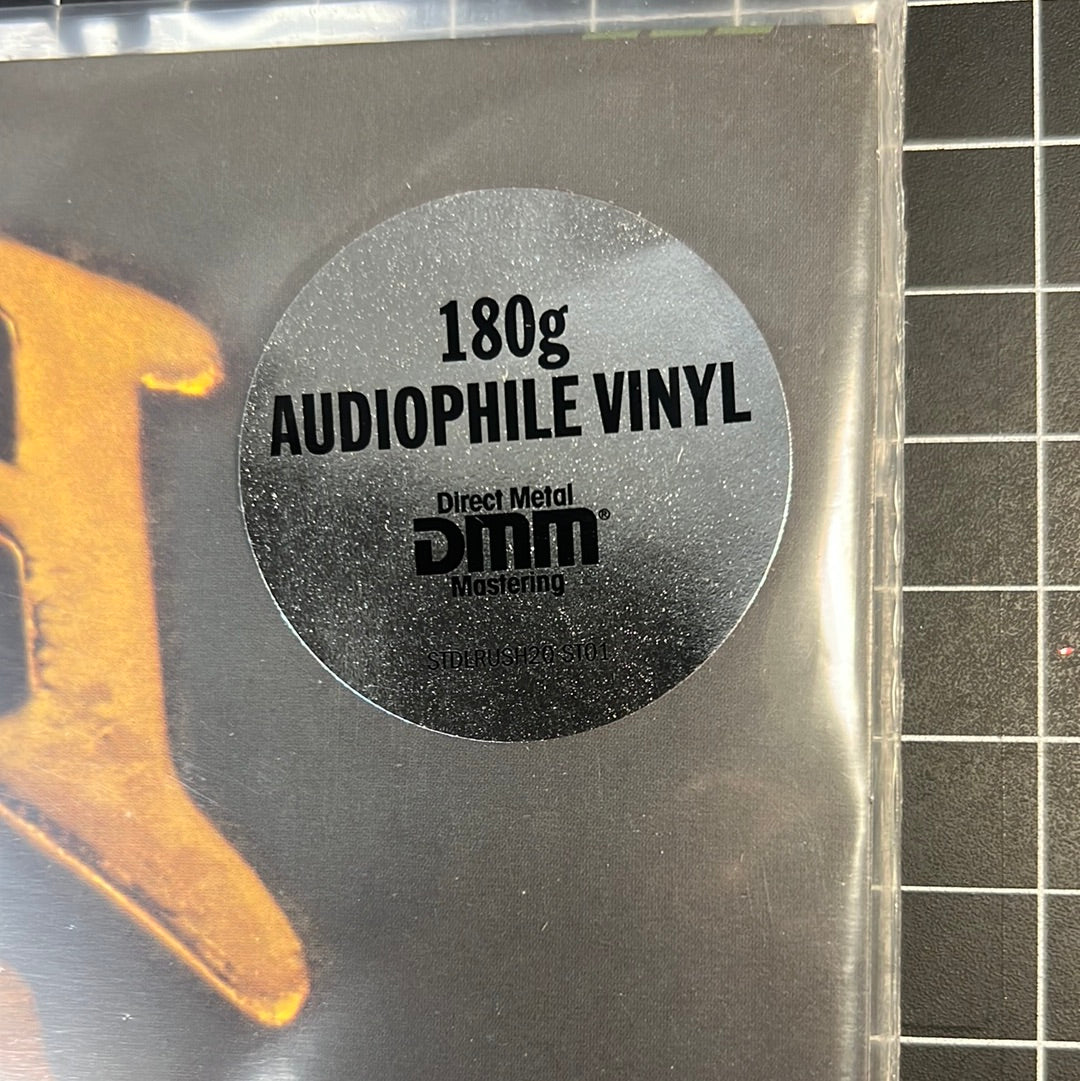 180g
AUDIOPHILE VINYL
Direct Metal
DMM®
Mastering
STDLRUSH20-ST01